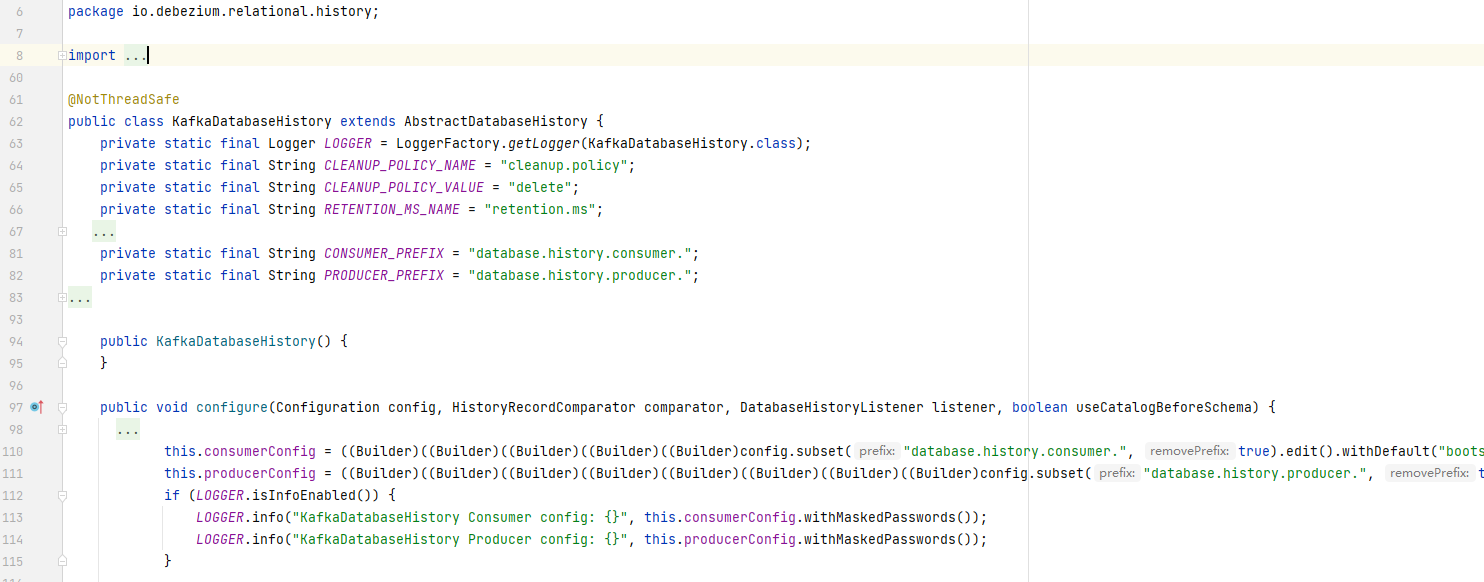 6 package io.debezium.relational.history;
7
8 import ...
60
61 @NotThreadSafe
62 public class KafkaDatabaseHistory extends AbstractDatabaseHistory {
63 private static final Logger LOGGER = LoggerFactory.getLogger(KafkaDatabaseHistory.class);
64 private static final String CLEANUP_POLICY_NAME = "cleanup.policy";
65 private static final String CLEANUP_POLICY_VALUE = "delete";
66 private static final String RETENTION_MS_NAME = "retention.ms";
67 ...
81 private static final String CONSUMER_PREFIX = "database.history.consumer.";
82 private static final String PRODUCER_PREFIX = "database.history.producer.";
83 ...
93
94 public KafkaDatabaseHistory() {
95 }
96
97 public void configure(Configuration config, HistoryRecordComparator comparator, DatabaseHistoryListener listener, boolean useCatalogBeforeSchema) {
98 ...
110 this.consumerConfig = ((Builder)((Builder)((Builder)((Builder)((Builder)config.subset( prefix: "database.history.consumer.", removePrefix: true).edit().withDefault("boots
111 this.producerConfig = ((Builder)((Builder)((Builder)((Builder)((Builder)((Builder)((Builder)((Builder)config.subset( prefix: "database.history.producer.", removePrefix: t
112 if (LOGGER.isInfoEnabled()) {
113 LOGGER.info("KafkaDatabaseHistory Consumer config: {}", this.consumerConfig.withMaskedPasswords());
114 LOGGER.info("KafkaDatabaseHistory Producer config: {}", this.producerConfig.withMaskedPasswords());
115 }